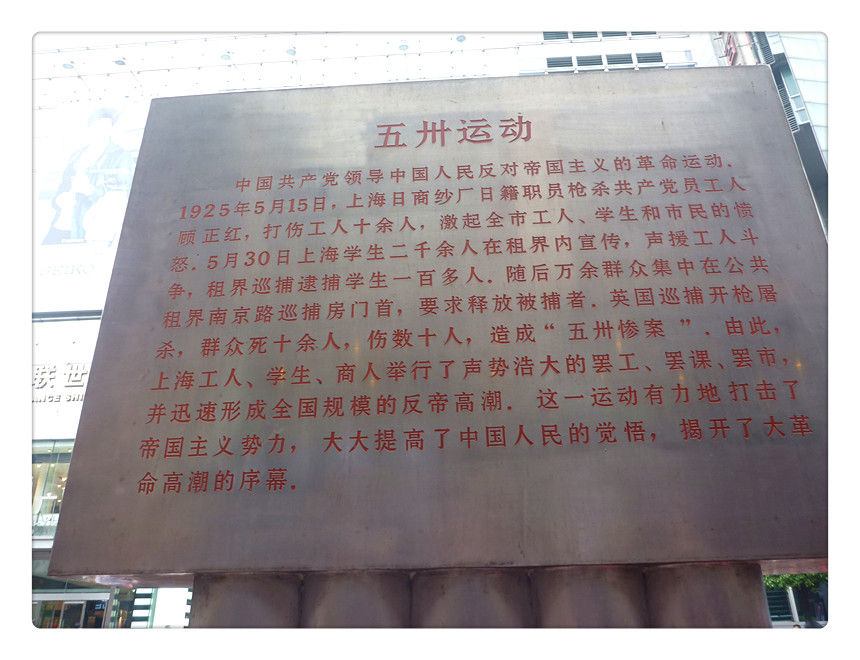 五卅运动
中国共产党领导中国人民反对帝国主义的革命运动.
1925年5月15日, 上海日商纱厂日籍职员枪杀共产党员工人
顾正红, 打伤工人十余人, 激起全市工人、学生和市民的愤
怒. 5月30日上海学生二千余人在租界内宣传, 声援工人斗
争, 租界巡捕逮捕学生一百多人. 随后万余群众集中在公共
租界南京路巡捕房门首, 要求释放被捕者. 英国巡捕开枪屠
杀, 群众死十余人, 伤数十人, 造成“五卅惨案”. 由此,
上海工人、学生、商人举行了声势浩大的罢工、罢课、罢市,
并迅速形成全国规模的反帝高潮. 这一运动有力地打击了
帝国主义势力, 大大提高了中国人民的觉悟, 揭开了大革
命高潮的序幕.
联世
ANCE SHI